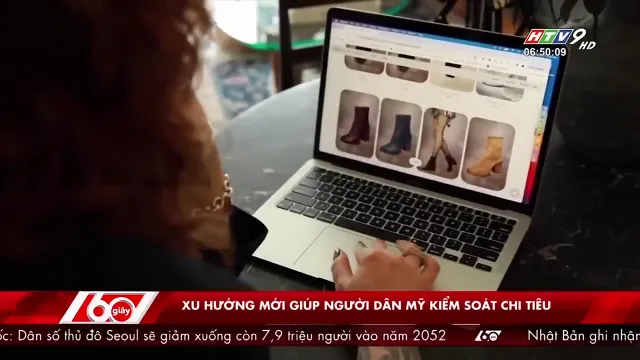 HTV9 HD
06:50:09
60 giây
XU HƯỚNG MỚI GIÚP NGƯỜI DÂN MỸ KIỂM SOÁT CHI TIÊU
ốc: Dân số thủ đô Seoul sẽ giảm xuống còn 7,9 triệu người vào năm 2052 60 Nhật Bản ghi nhậ